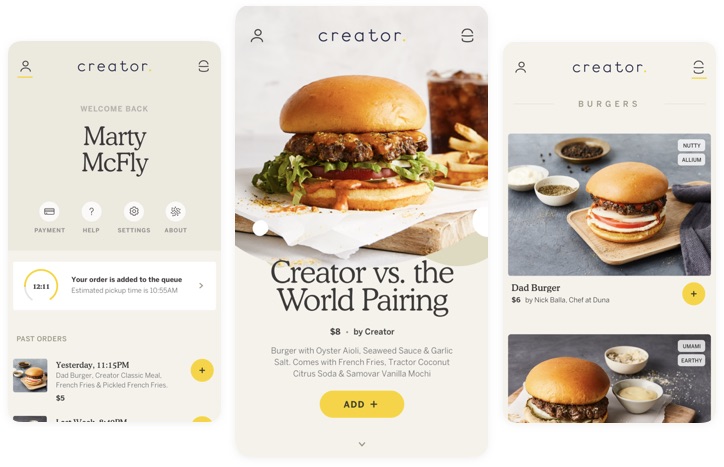 creator.
WELCOME BACK
Marty
McFly
PAYMENT
HELP
SETTINGS
ABOUT
12:11
Your order is added to the queue
Estimated pickup time is 10:55AM
PAST ORDERS
Yesterday, 11:15PM
Dad Burger, Creator Classic Meal,
French Fries & Pickled French Fries.
$5
Last Week, 8:49PM
creator.
Creator vs. the
World Pairing
$8 · by Creator
Burger with Oyster Aioli, Seaweed Sauce & Garlic
Salt. Comes with French Fries, Tractor Coconut
Citrus Soda & Samovar Vanilla Mochi
ADD +
creator.
BURGERS
NUTTY
ALLIUM
Dad Burger
$6 by Nick Balla, Chef at Duna
UMAMI
EARTHY